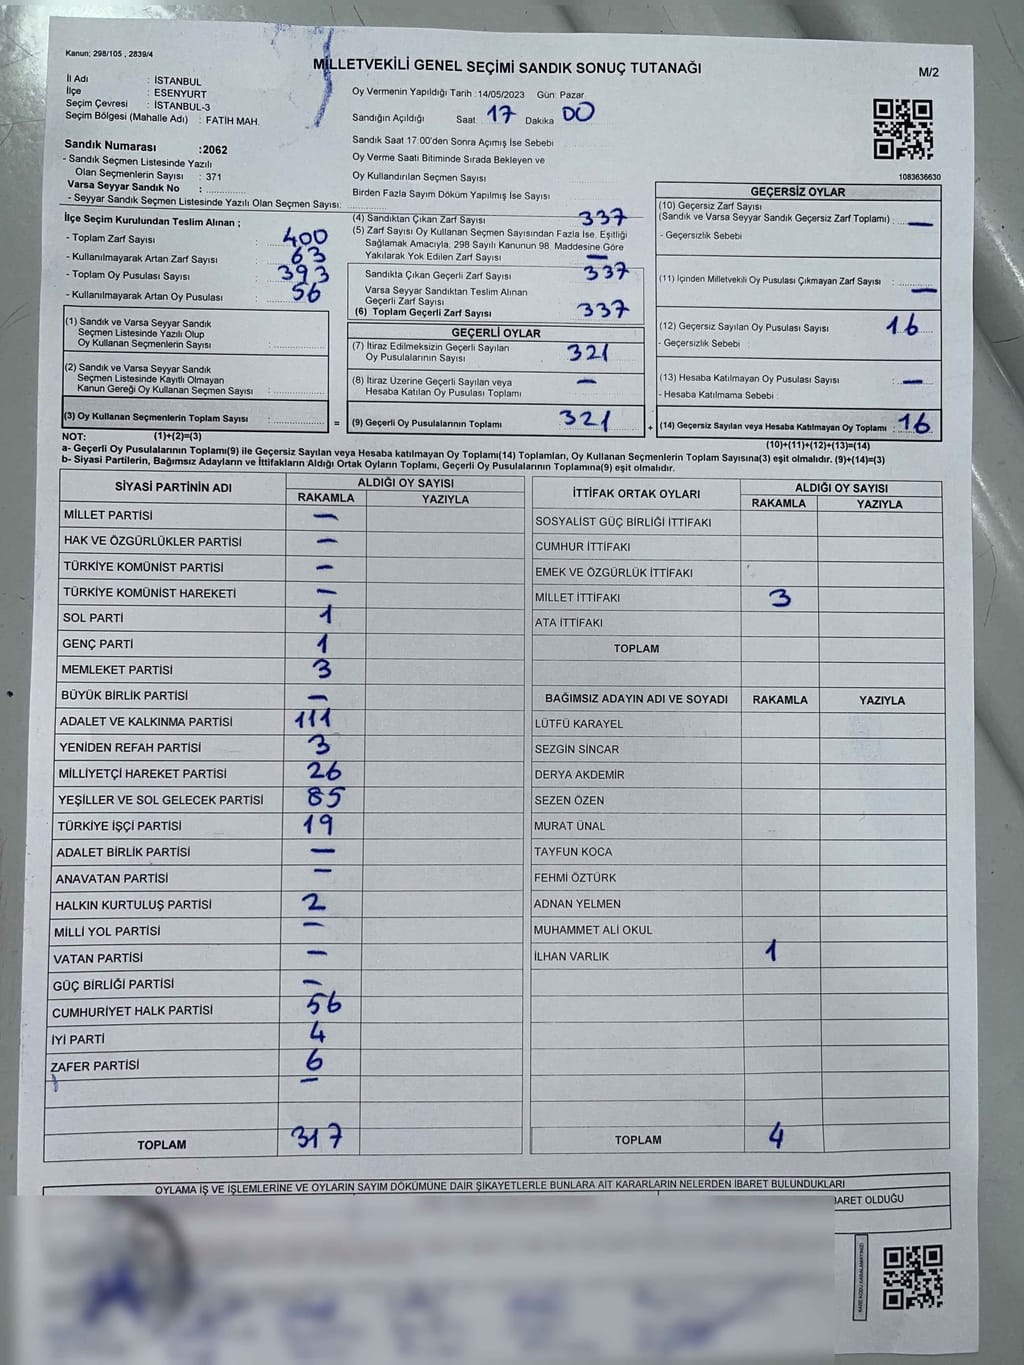 Kanun; 298/105 , 2839/4
MİLLETVEKİLİ GENEL SEÇİMİ SANDIK SONUÇ TUTANAĞI
M/2
İl Adı : İSTANBUL
İlçe : ESENYURT
Seçim Çevresi : İSTANBUL-3
Seçim Bölgesi (Mahalle Adı) : FATİH MAH.
Oy Vermenin Yapıldığı Tarih : 14/05/2023 Gün: Pazar
Sandığın Açıldığı Saat 17 Dakika 00
Sandık Saat 17:00'den Sonra Açımış İse Sebebi
Oy Verme Saati Bitiminde Sırada Bekleyen ve
Oy Kullandırılan Seçmen Sayısı
Birden Fazla Sayım Döküm Yapılmış İse Sayısı
1083636630
Sandık Numarası :2062
- Sandık Seçmen Listesinde Yazılı
Olan Seçmenlerin Sayısı : 371
Varsa Seyyar Sandık No :
- Seyyar Sandık Seçmen Listesinde Yazılı Olan Seçmen Sayısı:
İlçe Seçim Kurulundan Teslim Alınan ;
- Toplam Zarf Sayısı : 400
- Kullanılmayarak Artan Zarf Sayısı : 63
- Toplam Oy Pusulası Sayısı : 393
- Kullanılmayarak Artan Oy Pusulası : 56
(1) Sandık ve Varsa Seyyar Sandık
Seçmen Listesinde Yazılı Olup
Oy Kullanan Seçmenlerin Sayısı :
(2) Sandık ve Varsa Seyyar Sandık
Seçmen Listesinde Kayıtlı Olmayan
Kanun Gereği Oy Kullanan Seçmen Sayısı :
(3) Oy Kullanan Seçmenlerin Toplam Sayısı :
=
(4) Sandıktan Çıkan Zarf Sayısı 337
(5) Zarf Sayısı Oy Kullanan Seçmen Sayısından Fazla İse, Eşitliği
Sağlamak Amacıyla, 298 Sayılı Kanunun 98. Maddesine Göre
Yakılarak Yok Edilen Zarf Sayısı —
Sandıkta Çıkan Geçerli Zarf Sayısı 337
Varsa Seyyar Sandıktan Teslim Alınan
Geçerli Zarf Sayısı
(6) Toplam Geçerli Zarf Sayısı 337
GEÇERLİ OYLAR
(7) İtiraz Edilmeksizin Geçerli Sayılan
Oy Pusulalarının Sayısı 321
(8) İtiraz Üzerine Geçerli Sayılan veya
Hesaba Katılan Oy Pusulası Toplamı —
(9) Geçerli Oy Pusulalarının Toplamı 321
+
GEÇERSİZ OYLAR
(10) Geçersiz Zarf Sayısı
(Sandık ve Varsa Seyyar Sandık Geçersiz Zarf Toplamı) : —
- Geçersizlik Sebebi
(11) İçinden Milletvekili Oy Pusulası Çıkmayan Zarf Sayısı : —
(12) Geçersiz Sayılan Oy Pusulası Sayısı 16
- Geçersizlik Sebebi
(13) Hesaba Katılmayan Oy Pusulası Sayısı : —
- Hesaba Katılmama Sebebi
(14) Geçersiz Sayılan veya Hesaba Katılmayan Oy Toplamı : 16
NOT: (1)+(2)=(3)
(10)+(11)+(12)+(13)=(14)
a- Geçerli Oy Pusulalarının Toplamı(9) ile Geçersiz Sayılan veya Hesaba katılmayan Oy Toplamı(14) Toplamları, Oy Kullanan Seçmenlerin Toplam Sayısına(3) eşit olmalıdır. (9)+(14)=(3)
b- Siyasi Partilerin, Bağımsız Adayların ve İttifakların Aldığı Ortak Oyların Toplamı, Geçerli Oy Pusulalarının Toplamına(9) eşit olmalıdır.
SİYASİ PARTİNİN ADI ALDIĞI OY SAYISI
RAKAMLA YAZIYLA
MİLLET PARTİSİ —
HAK VE ÖZGÜRLÜKLER PARTİSİ —
TÜRKİYE KOMÜNİST PARTİSİ —
TÜRKİYE KOMÜNİST HAREKETİ —
SOL PARTİ 1
GENÇ PARTİ 1
MEMLEKET PARTİSİ 3
BÜYÜK BİRLİK PARTİSİ —
ADALET VE KALKINMA PARTİSİ 111
YENİDEN REFAH PARTİSİ 3
MİLLİYETÇİ HAREKET PARTİSİ 26
YEŞİLLER VE SOL GELECEK PARTİSİ 85
TÜRKİYE İŞÇİ PARTİSİ 19
ADALET BİRLİK PARTİSİ —
ANAVATAN PARTİSİ —
HALKIN KURTULUŞ PARTİSİ 2
MİLLİ YOL PARTİSİ —
VATAN PARTİSİ —
GÜÇ BİRLİĞİ PARTİSİ —
CUMHURİYET HALK PARTİSİ 56
İYİ PARTİ 4
ZAFER PARTİSİ 6
—
TOPLAM 317
İTTİFAK ORTAK OYLARI ALDIĞI OY SAYISI
RAKAMLA YAZIYLA
SOSYALİST GÜÇ BİRLİĞİ İTTİFAKI
CUMHUR İTTİFAKI
EMEK VE ÖZGÜRLÜK İTTİFAKI
MİLLET İTTİFAKI 3
ATA İTTİFAKI
TOPLAM
BAĞIMSIZ ADAYIN ADI VE SOYADI RAKAMLA YAZIYLA
LÜTFÜ KARAYEL
SEZGİN SİNCAR
DERYA AKDEMİR
SEZEN ÖZEN
MURAT ÜNAL
TAYFUN KOCA
FEHMİ ÖZTÜRK
ADNAN YELMEN
MUHAMMET ALİ OKUL
İLHAN VARLIK 1
TOPLAM 4
OYLAMA İŞ VE İŞLEMLERİNE VE OYLARIN SAYIM DÖKÜMÜNE DAİR ŞİKAYETLERLE BUNLARA AİT KARARLARIN NELERDEN İBARET BULUNDUKLARI
BARET OLDUĞU
KARE KODU KARALAMAYINIZ!